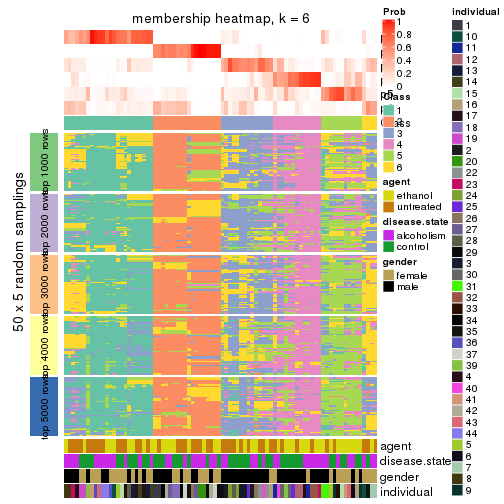 membership heatmap, k = 6
Prob
1
0.8
0.6
0.4
0.2
0
Class
1
2
3
4
5
6
agent
ethanol
untreated
disease.state
alcoholism
control
gender
female
male
individual
1
10
11
12
13
14
15
16
17
18
19
2
20
22
23
24
25
26
27
28
29
3
30
31
32
33
34
35
36
37
39
4
40
41
42
43
44
5
6
7
8
9
50 x 5 random samplings
top 1000 rows
top 2000 rows
top 3000 rows
top 4000 rows
top 5000 rows
agent
disease.state
gender
individual